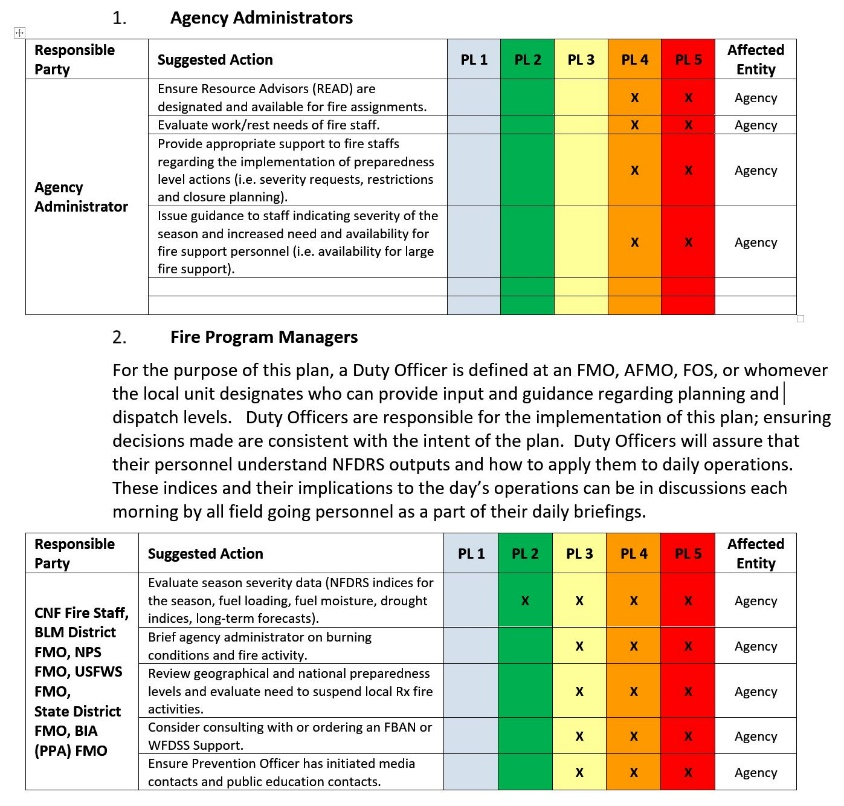 1. Agency Administrators
Responsible Party Suggested Action PL 1 PL 2 PL 3 PL 4 PL 5 Affected Entity
Agency Administrator
Ensure Resource Advisors (READ) are
designated and available for fire assignments. X X Agency
Evaluate work/rest needs of fire staff. X X Agency
Provide appropriate support to fire staffs
regarding the implementation of preparedness
level actions (i.e. severity requests, restrictions
and closure planning). X X Agency
Issue guidance to staff indicating severity of the
season and increased need and availability for
fire support personnel (i.e. availability for large
fire support). X X Agency
2. Fire Program Managers
For the purpose of this plan, a Duty Officer is defined at an FMO, AFMO, FOS, or whomever
the local unit designates who can provide input and guidance regarding planning and
dispatch levels. Duty Officers are responsible for the implementation of this plan; ensuring
decisions made are consistent with the intent of the plan. Duty Officers will assure that
their personnel understand NFDRS outputs and how to apply them to daily operations.
These indices and their implications to the day's operations can be in discussions each
morning by all field going personnel as a part of their daily briefings.
Responsible Party Suggested Action PL 1 PL 2 PL 3 PL 4 PL 5 Affected Entity
CNF Fire Staff,
BLM District
FMO, NPS
FMO, USFWS
FMO,
State District
FMO, BIA
(PPA) FMO
Evaluate season severity data (NFDRS indices for
the season, fuel loading, fuel moisture, drought
indices, long-term forecasts). X X X X Agency
Brief agency administrator on burning
conditions and fire activity. X X X Agency
Review geographical and national preparedness
levels and evaluate need to suspend local Rx fire
activities. X X X Agency
Consider consulting with or ordering an FBAN or
WFDSS Support. X X X Agency
Ensure Prevention Officer has initiated media
contacts and public education contacts. X X X Agency